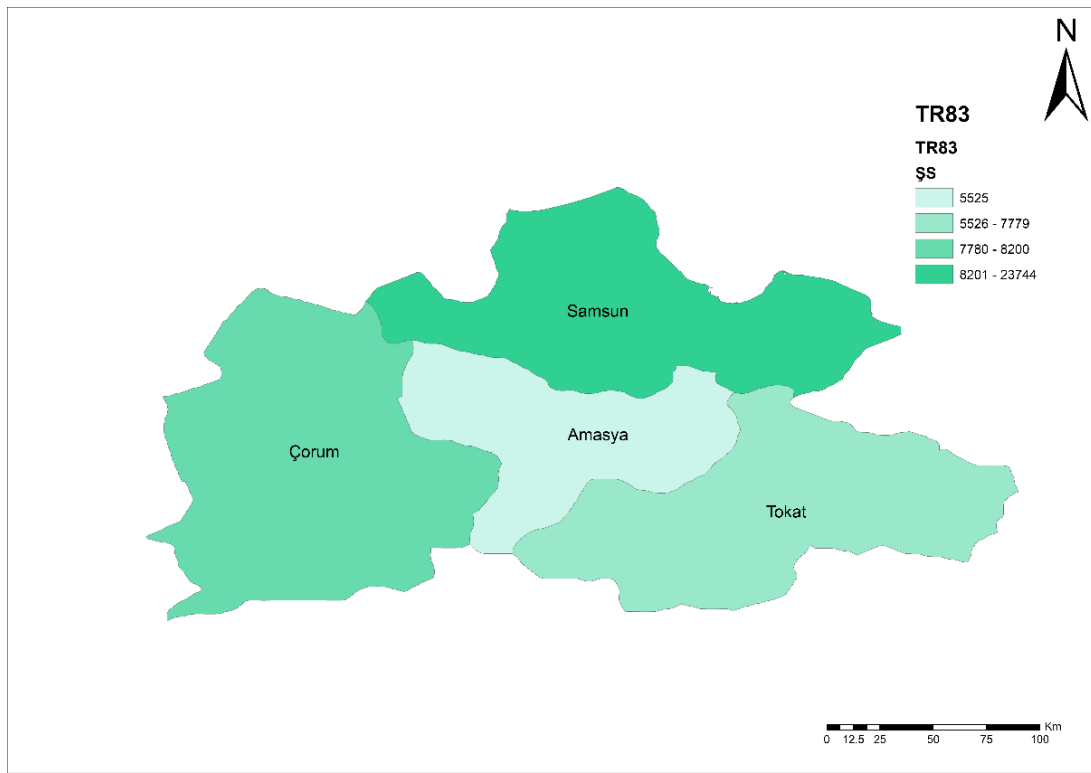 N
TR83
TR83
ŞS
5525
5526 - 7779
7780 - 8200
8201 - 23744
Samsun
Amasya
Çorum
Tokat
Km
0 12.5 25 50 75 100